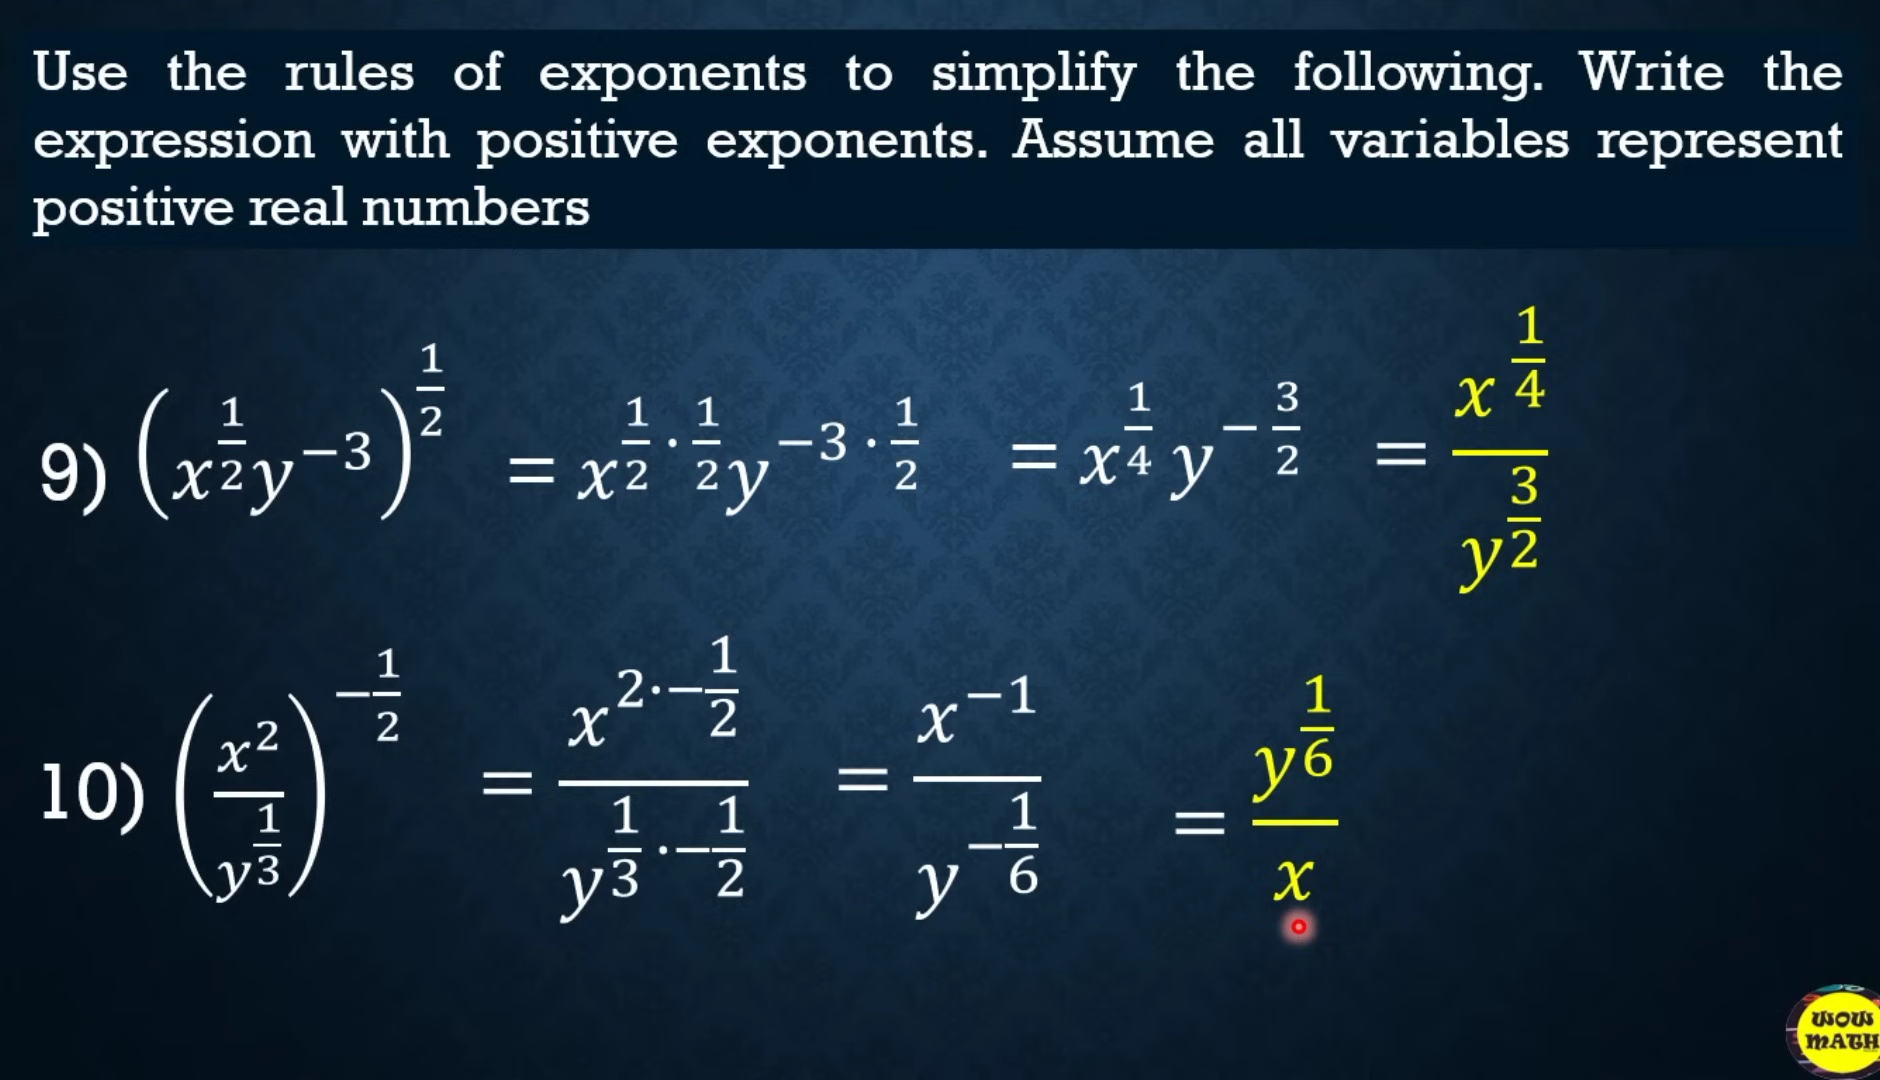 Use the rules of exponents to simplify the following. Write the
expression with positive exponents. Assume all variables represent
positive real numbers
9) (x^{1/2}y^{−3})^{1/2} = x^{1/2·1/2}y^{−3·1/2} = x^{1/4}y^{−3/2} = x^{1/4}/y^{3/2}
10) (x^2/y^{1/3})^{−1/2} = x^{2·−1/2}/y^{1/3·−1/2} = x^{−1}/y^{−1/6} = y^{1/6}/x
WOW
MATH